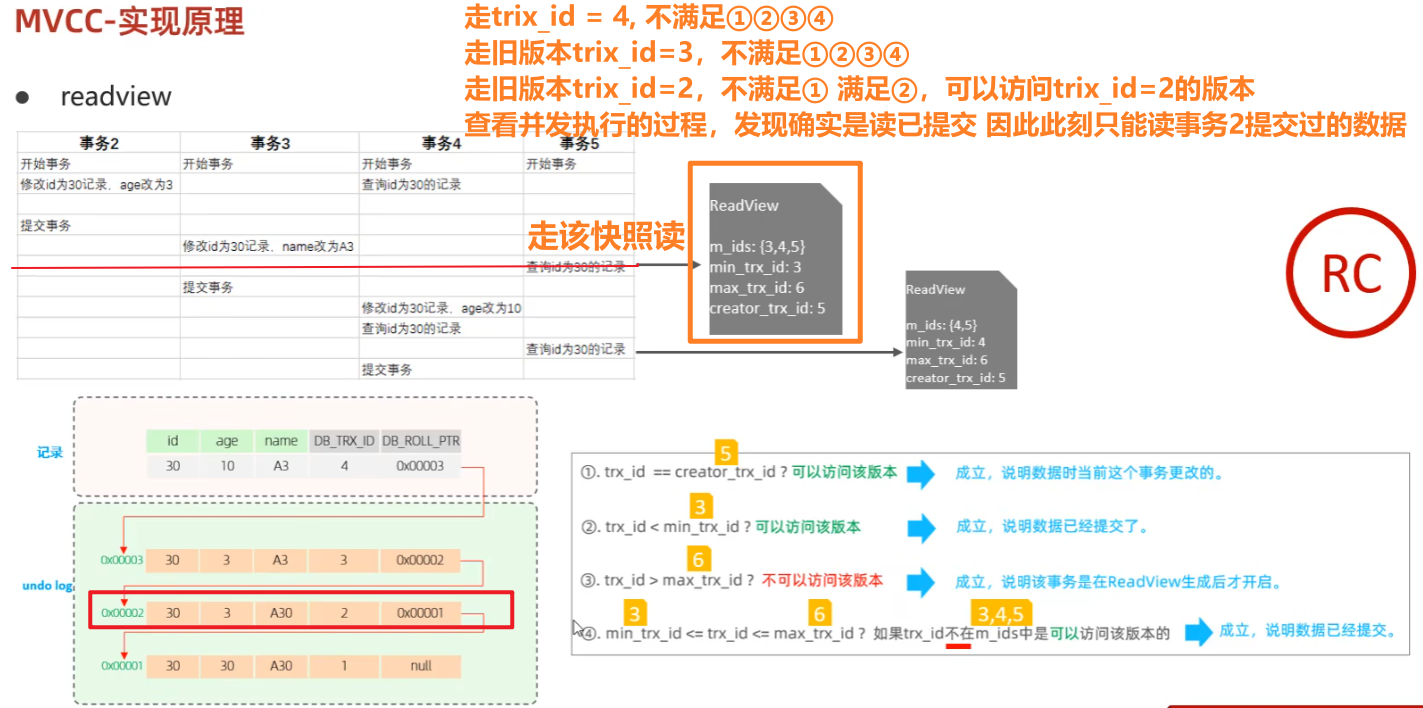 MVCC-实现原理
走trix_id = 4, 不满足①②③④
走旧版本trix_id=3，不满足①②③④
走旧版本trix_id=2，不满足① 满足②，可以访问trix_id=2的版本
查看并发执行的过程，发现确实是读已提交 因此此刻只能读事务2提交过的数据
● readview
事务2 事务3 事务4 事务5
开始事务 开始事务 开始事务 开始事务
修改id为30记录、age改为3 查询id为30的记录
提交事务
修改id为30记录、name改为A3
查询id为30的记录
提交事务
修改id为30记录、age改为10
查询id为30的记录
查询id为30的记录
提交事务
走该快照读
ReadView
m_ids: {3,4,5}
min_trx_id: 3
max_trx_id: 6
creator_trx_id: 5
ReadView
m_ids: {4,5}
min_trx_id: 4
max_trx_id: 6
creator_trx_id: 5
RC
记录
id age name DB_TRX_ID DB_ROLL_PTR
30 10 A3 4 0x00003
undo log
0x00003 30 3 A3 3 0x00002
0x00002 30 3 A30 2 0x00001
0x00001 30 30 A30 1 null
5
①. trx_id == creator_trx_id ? 可以访问该版本 成立，说明数据时当前这个事务更改的。
3
②. trx_id < min_trx_id ? 可以访问该版本 成立，说明数据已经提交了。
6
③. trx_id > max_trx_id ? 不可以访问该版本 成立，说明该事务是在ReadView生成后才开启。
3 6 3,4,5
④. min_trx_id <= trx_id <= max_trx_id ? 如果trx_id不在m_ids中是可以访问该版本的 成立，说明数据已经提交。